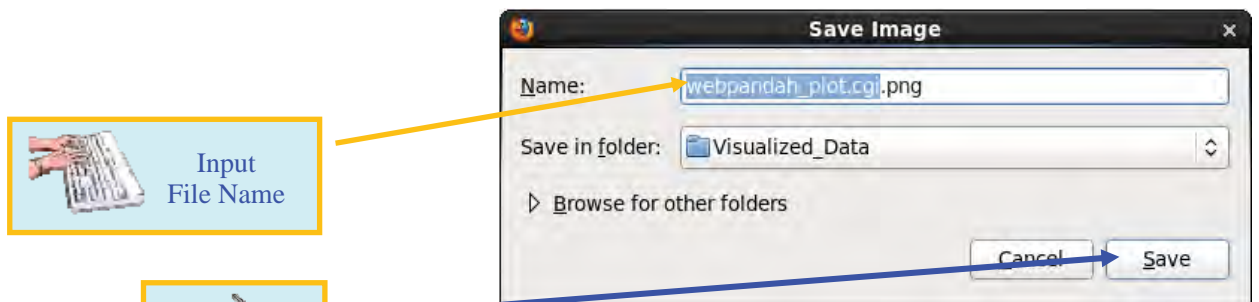 Save Image
Name: webpandah_plot.cgi.png
Input
File Name
Save in folder: Visualized_Data
Browse for other folders
Cancel Save